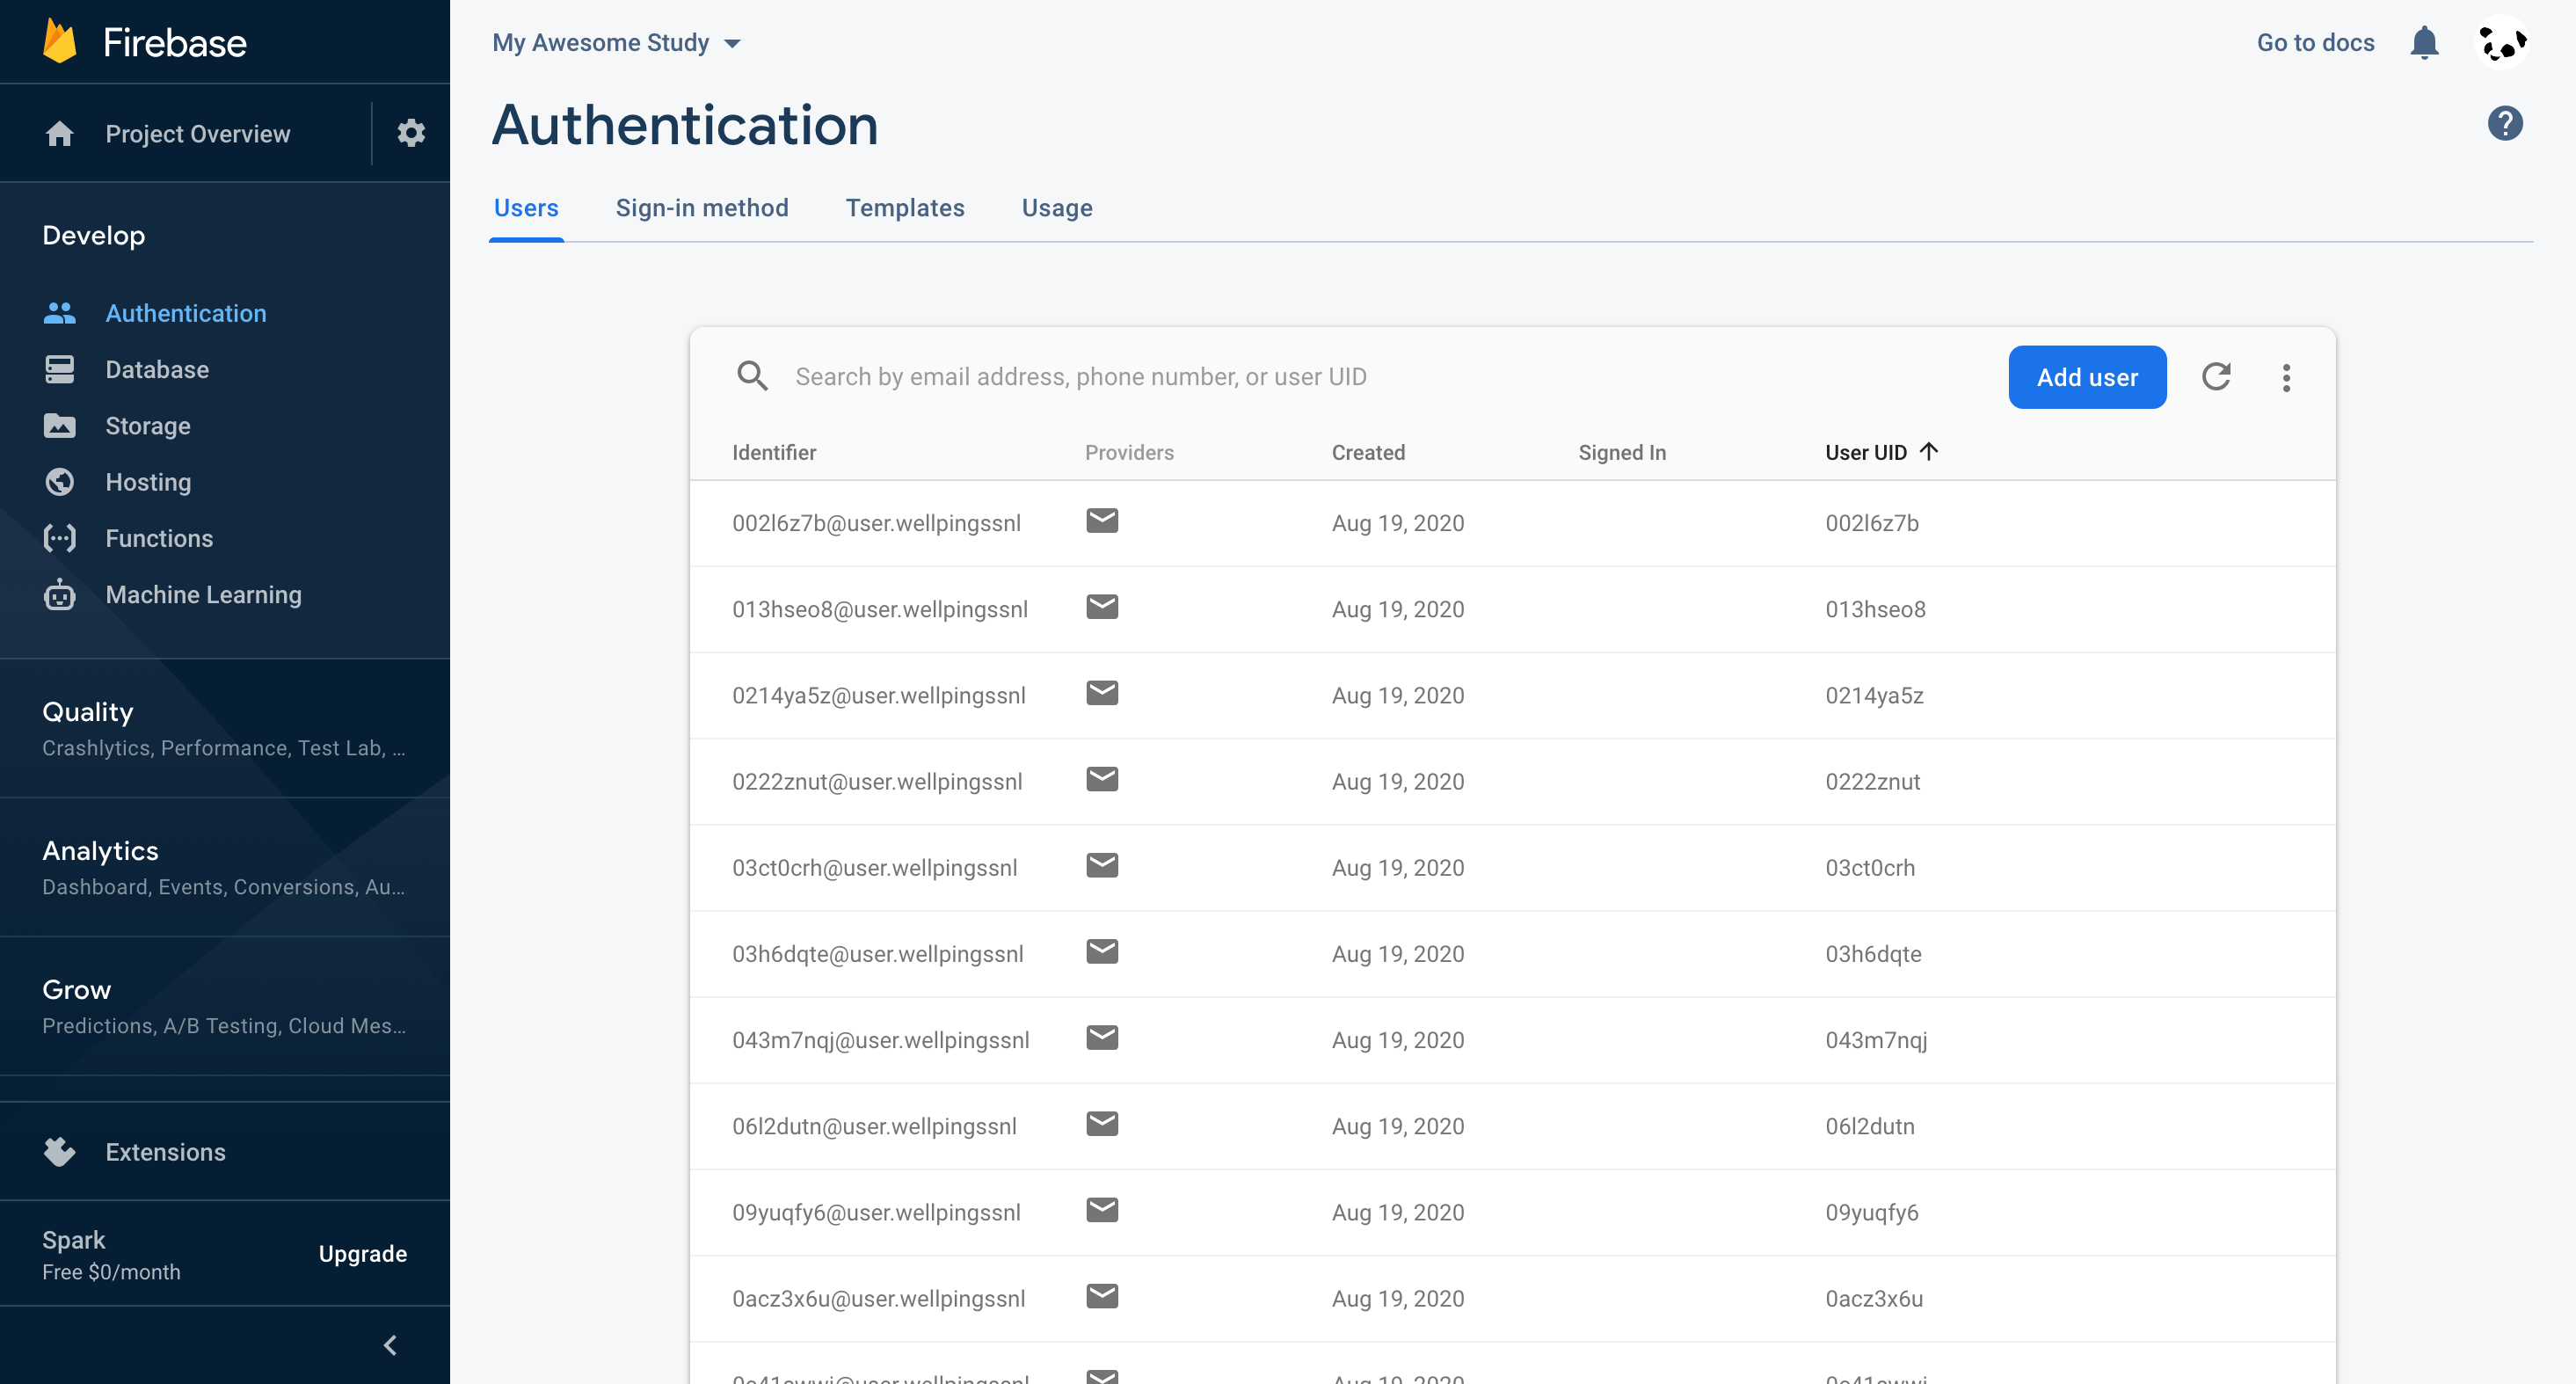 Firebase
Project Overview
Develop
Authentication
Database
Storage
Hosting
Functions
Machine Learning
Quality
Crashlytics, Performance, Test Lab, ...
Analytics
Dashboard, Events, Conversions, Au...
Grow
Predictions, A/B Testing, Cloud Mes...
Extensions
Spark
Free $0/month
Upgrade
My Awesome Study
Go to docs
Authentication
Users Sign-in method Templates Usage
Search by email address, phone number, or user UID
Add user
Identifier Providers Created Signed In User UID
002l6z7b@user.wellpingssnl Aug 19, 2020 002l6z7b
013hseo8@user.wellpingssnl Aug 19, 2020 013hseo8
0214ya5z@user.wellpingssnl Aug 19, 2020 0214ya5z
0222znut@user.wellpingssnl Aug 19, 2020 0222znut
03ct0crh@user.wellpingssnl Aug 19, 2020 03ct0crh
03h6dqte@user.wellpingssnl Aug 19, 2020 03h6dqte
043m7nqj@user.wellpingssnl Aug 19, 2020 043m7nqj
06l2dutn@user.wellpingssnl Aug 19, 2020 06l2dutn
09yuqfy6@user.wellpingssnl Aug 19, 2020 09yuqfy6
0acz3x6u@user.wellpingssnl Aug 19, 2020 0acz3x6u
Aug 19, 2020